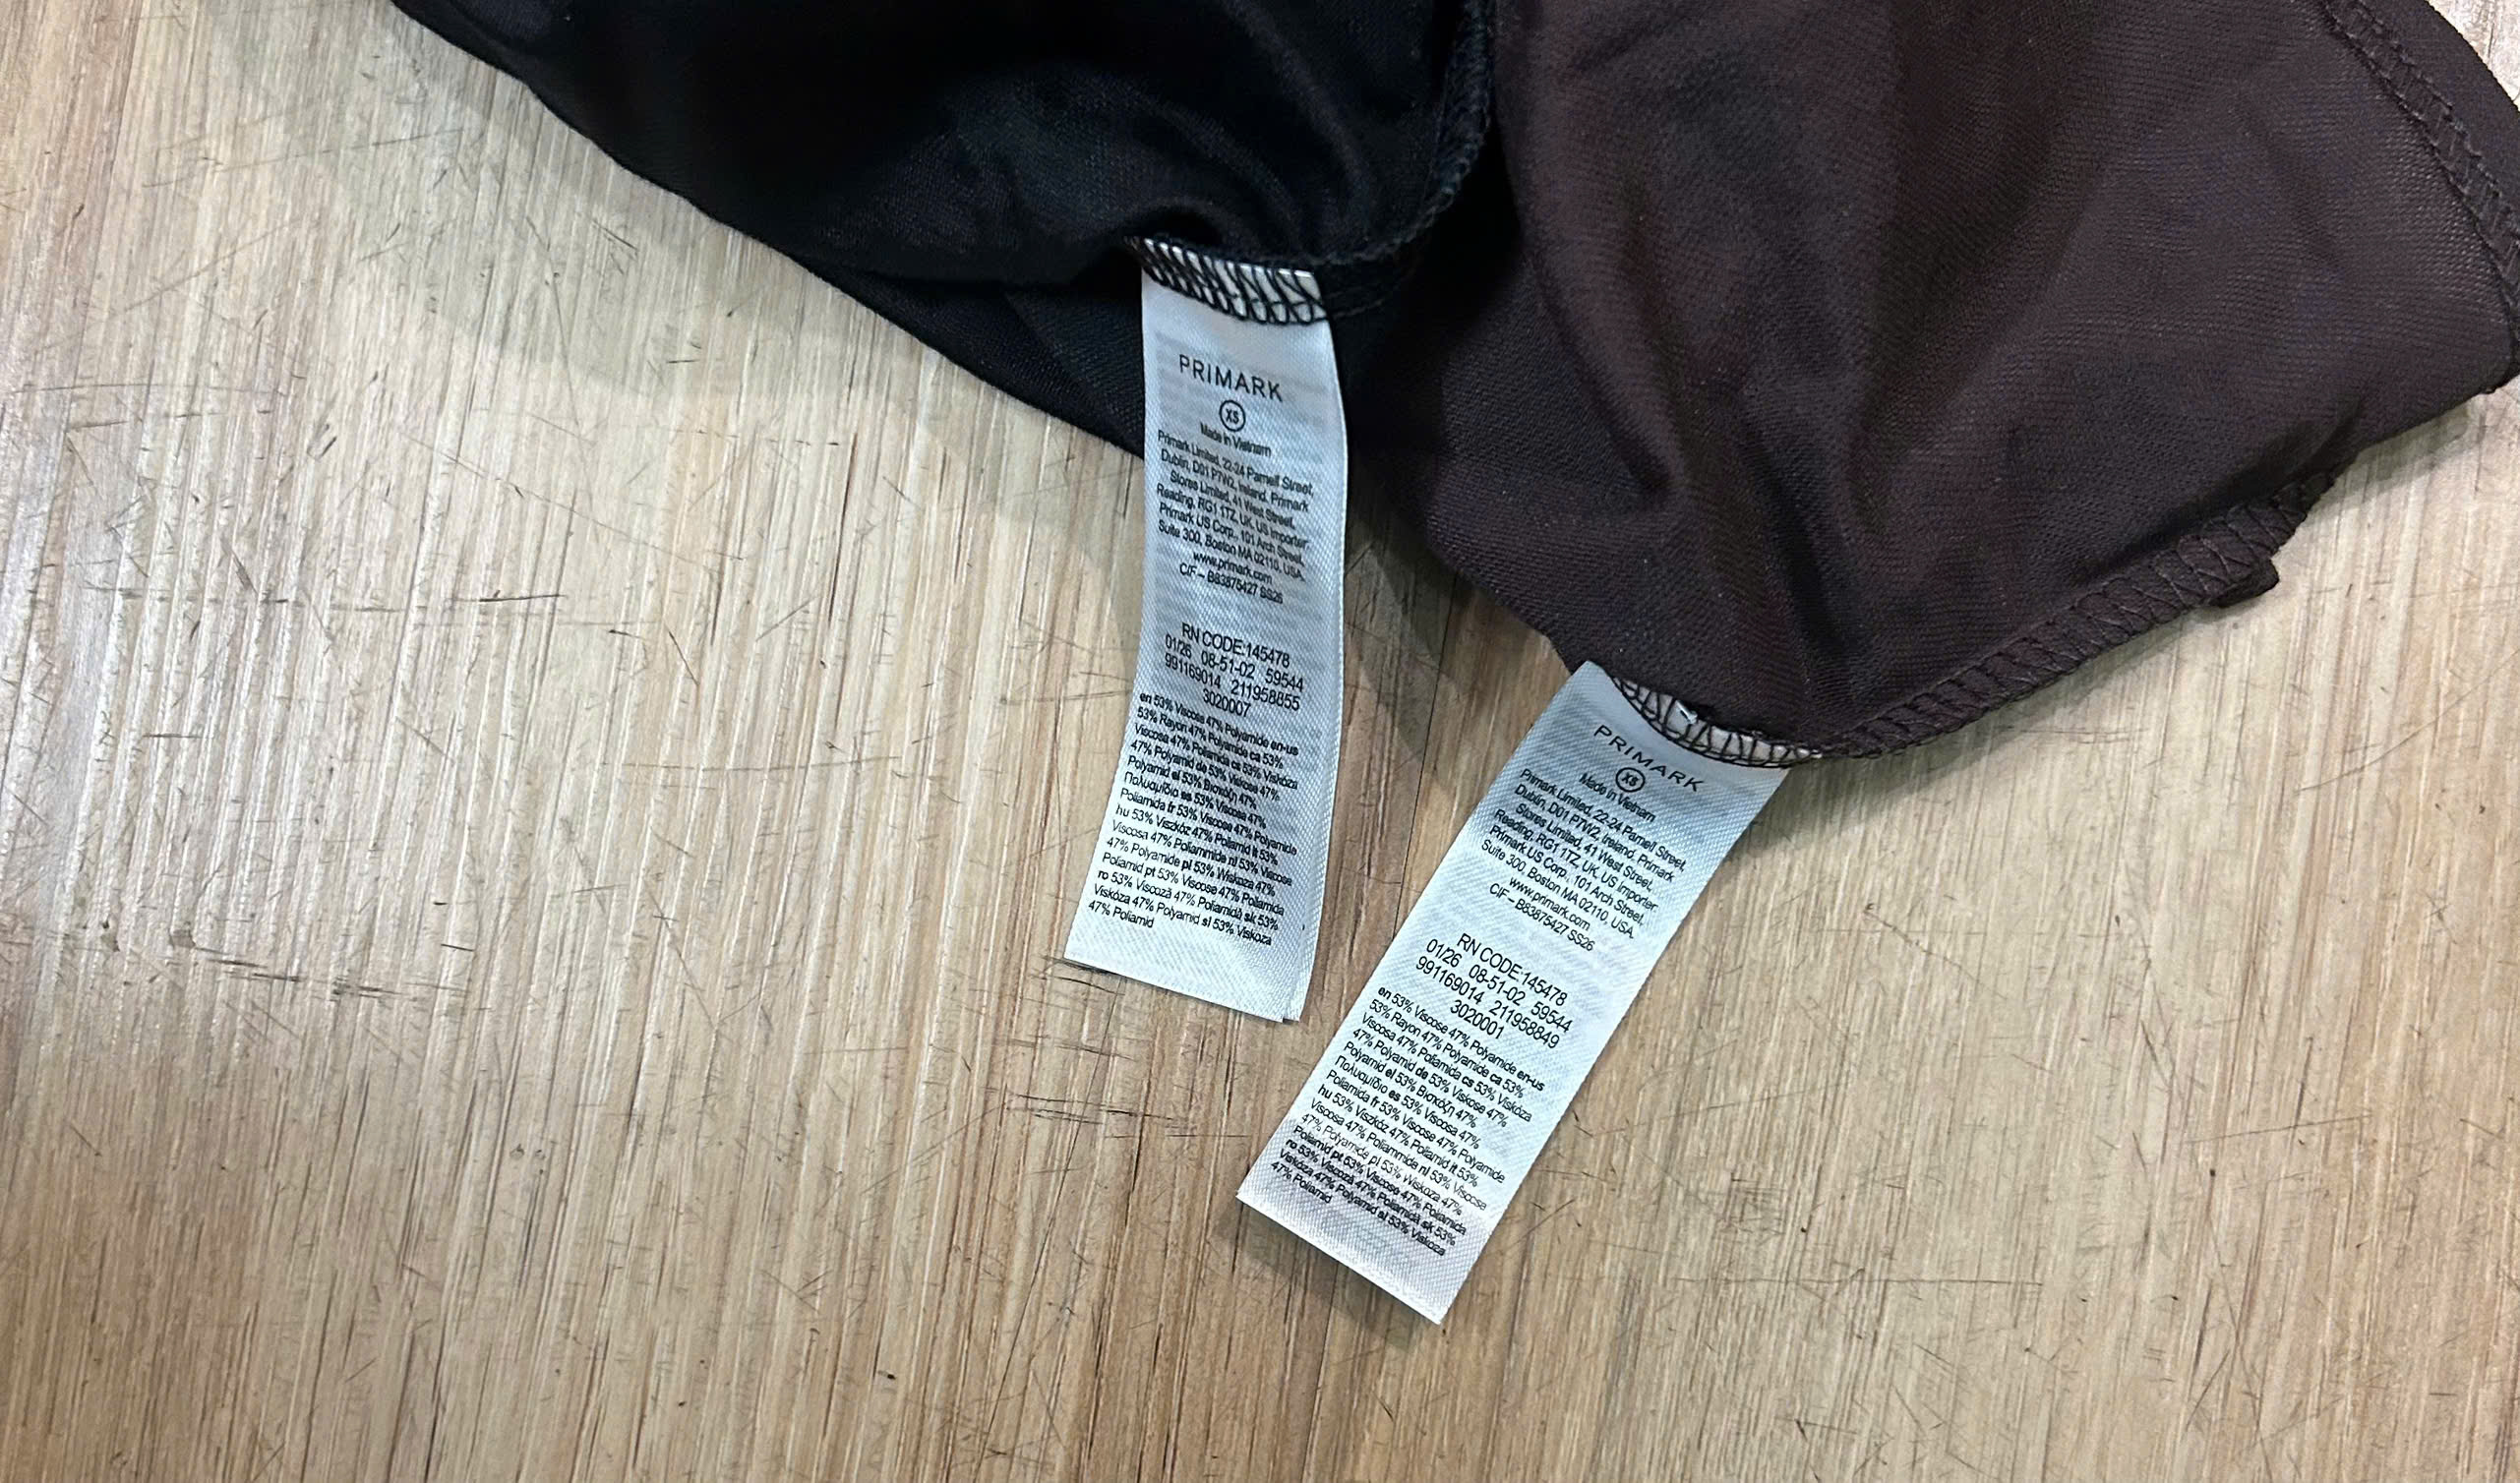 PRIMARK
XS
Made in Vietnam
Primark Limited, 22-24 Parnell Street,
Dublin, D01 P7W2, Ireland. Primark
Stores Limited, 41 West Street,
Reading, RG1 1TZ, UK. US Importer:
Primark US Corp., 101 Arch Street,
Suite 300, Boston MA 02110, USA.
www.primark.com
C/F – B83875427 SS26
RN CODE:145478
01/26 08-51-02 59544
991169014 211958855
3020007
en 53% Viscose 47% Polyamide en-us
53% Rayon 47% Polyamide ca 53%
Viscosa 47% Poliamida cs 53% Viskóza
47% Polyamid de 53% Viskose 47%
Polyamid el 53% Βισκόζη 47%
Πολυαμίδιο es 53% Viscosa 47%
Poliamida fr 53% Viscose 47% Polyamide
hu 53% Viszkóz 47% Poliamid it 53%
Viscosa 47% Poliammide nl 53% Viscose
47% Polyamide pl 53% Wiskoza 47%
Poliamid pt 53% Viscose 47% Poliamida
ro 53% Viscoză 47% Poliamidă sk 53%
Viskóza 47% Polyamid sl 53% Viskoza
47% Poliamid
PRIMARK
XS
Made in Vietnam
Primark Limited, 22-24 Parnell Street,
Dublin, D01 P7W2, Ireland. Primark
Stores Limited, 41 West Street,
Reading, RG1 1TZ, UK. US Importer:
Primark US Corp., 101 Arch Street,
Suite 300, Boston MA 02110, USA.
www.primark.com
C/F – B83875427 SS26
RN CODE:145478
01/26 08-51-02 59544
991169014 211958849
3020001
en 53% Viscose 47% Polyamide en-us
53% Rayon 47% Polyamide ca 53%
Viscosa 47% Poliamida cs 53% Viskóza
47% Polyamid de 53% Viskose 47%
Polyamid el 53% Βισκόζη 47%
Πολυαμίδιο es 53% Viscosa 47%
Poliamida fr 53% Viscose 47% Polyamide
hu 53% Viszkóz 47% Poliamid it 53%
Viscosa 47% Poliammide nl 53% Viscose
47% Polyamide pl 53% Wiskoza 47%
Poliamid pt 53% Viscose 47% Poliamida
ro 53% Viscoză 47% Poliamidă sk 53%
Viskóza 47% Polyamid sl 53% Viskoza
47% Poliamid